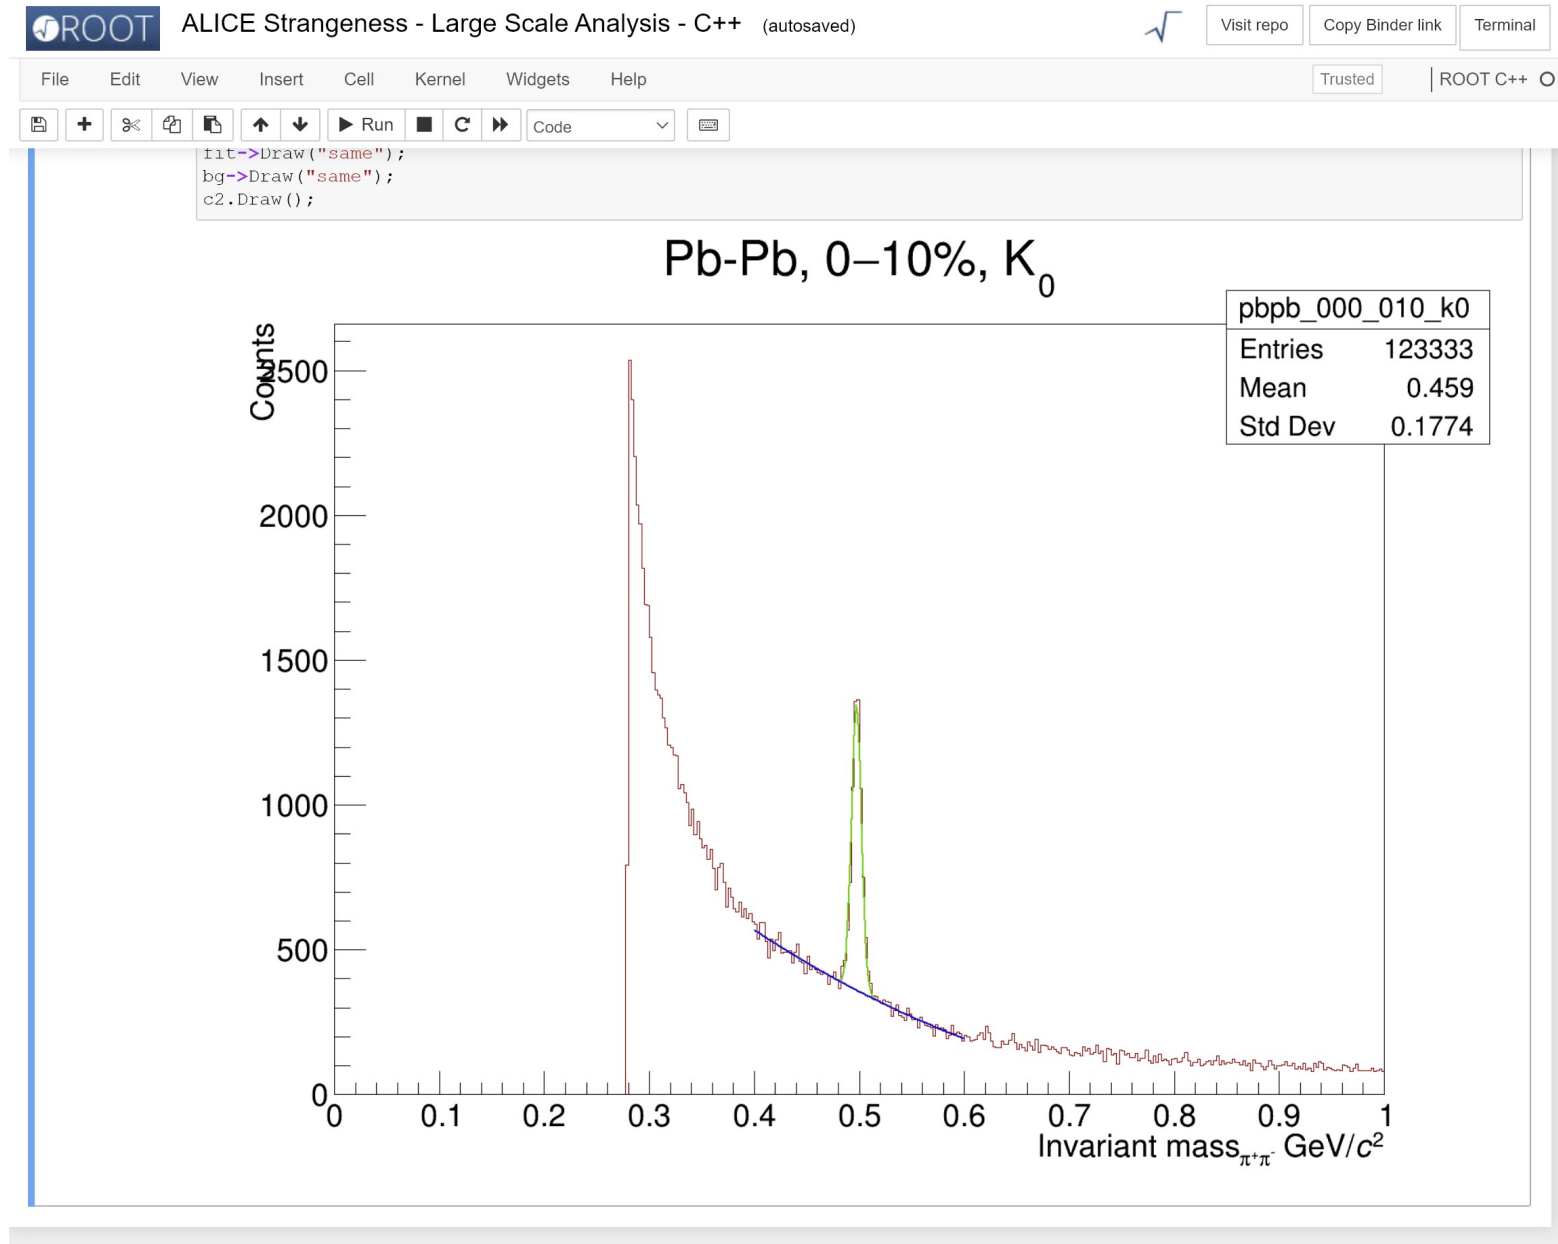 ROOT
ALICE Strangeness - Large Scale Analysis - C++ (autosaved)
Visit repo
Copy Binder link
Terminal
File Edit View Insert Cell Kernel Widgets Help
Trusted
ROOT C++
Run
Code
fit->Draw("same");
bg->Draw("same");
c2.Draw();
Pb-Pb, 0–10%, K0
pbpb_000_010_k0
Entries 123333
Mean 0.459
Std Dev 0.1774
Counts
2500
2000
1500
1000
500
0
0 0.1 0.2 0.3 0.4 0.5 0.6 0.7 0.8 0.9 1
Invariant massπ+π- GeV/c2